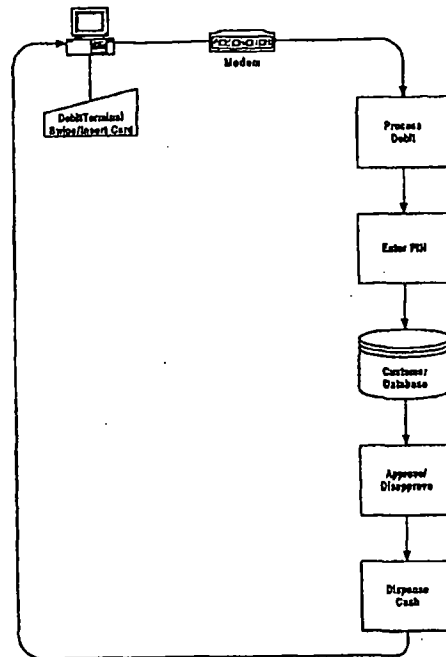 Modem
Debit Terminal
Swipe/Insert Card
Process
Debit
Enter PIN
Customer
Database
Approve/
Disapprove
Dispense
Cash